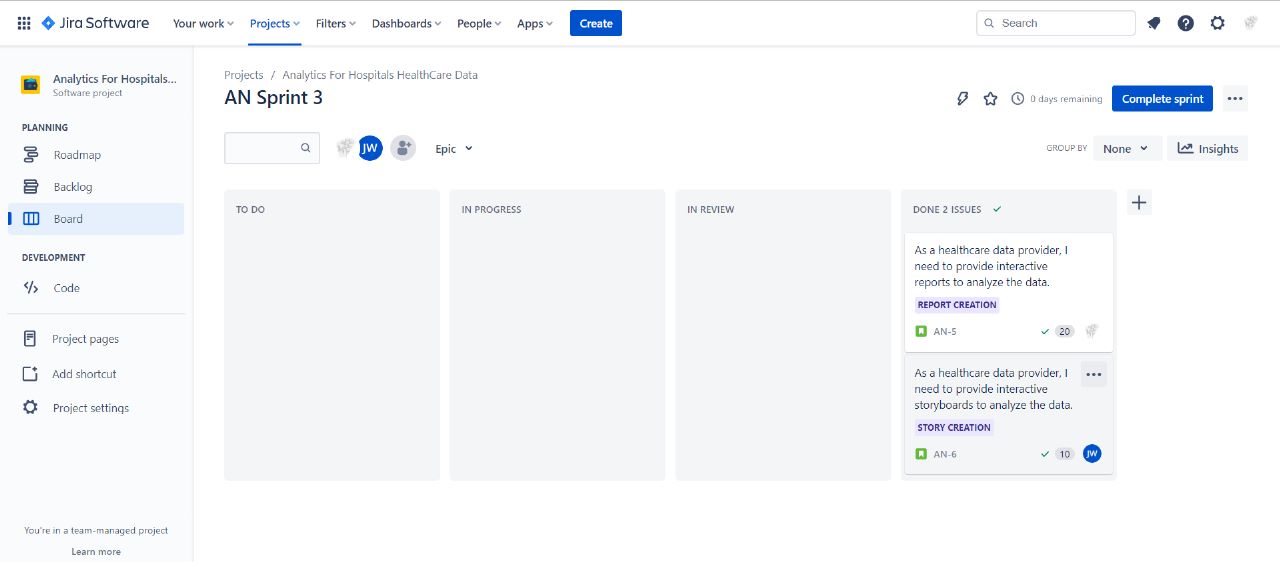 Jira Software
Your work
Projects
Filters
Dashboards
People
Apps
Create
Search
Analytics For Hospitals...
Software project
PLANNING
Roadmap
Backlog
Board
DEVELOPMENT
Code
Project pages
Add shortcut
Project settings
You're in a team-managed project
Learn more
Projects / Analytics For Hospitals HealthCare Data
AN Sprint 3
0 days remaining
Complete sprint
JW
Epic
GROUP BY
None
Insights
TO DO
IN PROGRESS
IN REVIEW
DONE 2 ISSUES
As a healthcare data provider, I
need to provide interactive
reports to analyze the data.
REPORT CREATION
AN-5
20
As a healthcare data provider, I
need to provide interactive
storyboards to analyze the data.
STORY CREATION
AN-6
10
JW